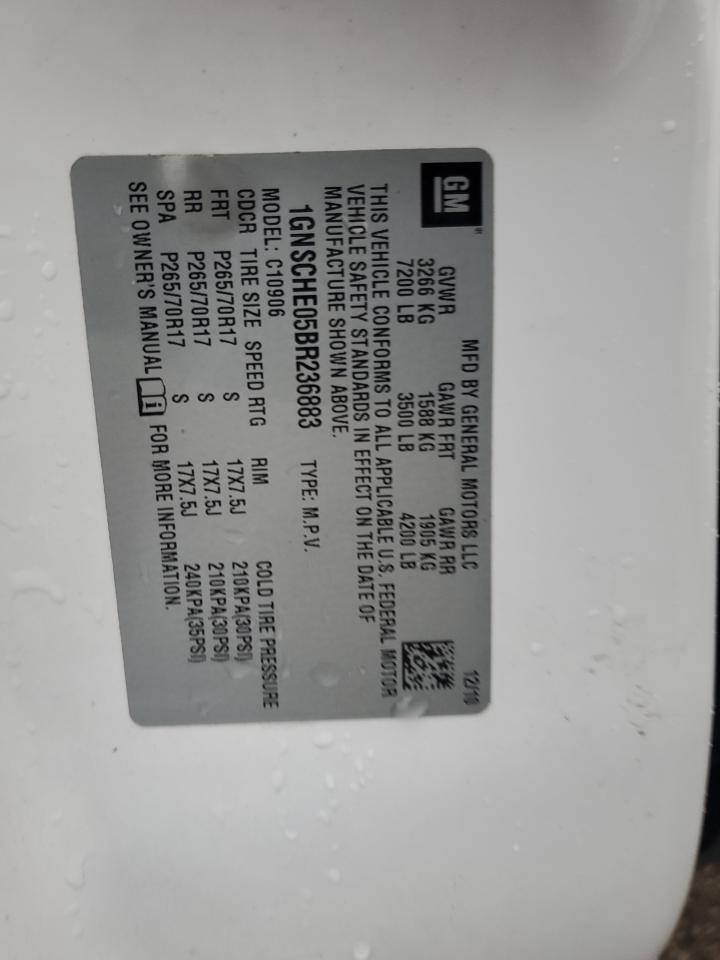 GM
MFD BY GENERAL MOTORS LLC 12/10
GVWR GAWR FRT GAWR RR
3266 KG 1588 KG 1905 KG
7200 LB 3500 LB 4200 LB
THIS VEHICLE CONFORMS TO ALL APPLICABLE U.S. FEDERAL MOTOR
VEHICLE SAFETY STANDARDS IN EFFECT ON THE DATE OF
MANUFACTURE SHOWN ABOVE.
1GNSCHE05BR236883 TYPE: M.P.V.
MODEL: C10906
CDCR TIRE SIZE SPEED RTG RIM COLD TIRE PRESSURE
FRT P265/70R17 S 17X7.5J 210KPA(30PSI)
RR P265/70R17 S 17X7.5J 210KPA(30PSI)
SPA P265/70R17 S 17X7.5J 240KPA(35PSI)
SEE OWNER'S MANUAL i FOR MORE INFORMATION.